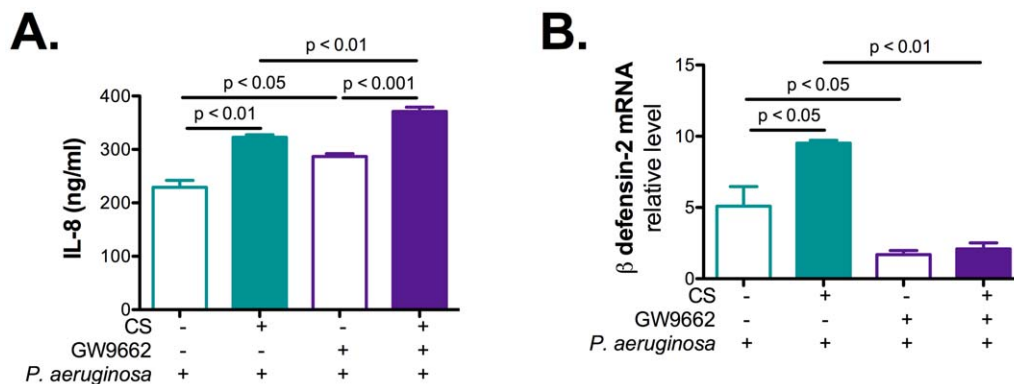 A.
p < 0.01
p < 0.05
p < 0.001
p < 0.01
400
300
200
100
0
IL-8 (ng/ml)
CS - + - +
GW9662 - - + +
P. aeruginosa + + + +
B.
p < 0.01
p < 0.05
p < 0.05
15
10
5
0
β defensin-2 mRNA
relative level
CS - + - +
GW9662 - - + +
P. aeruginosa + + + +